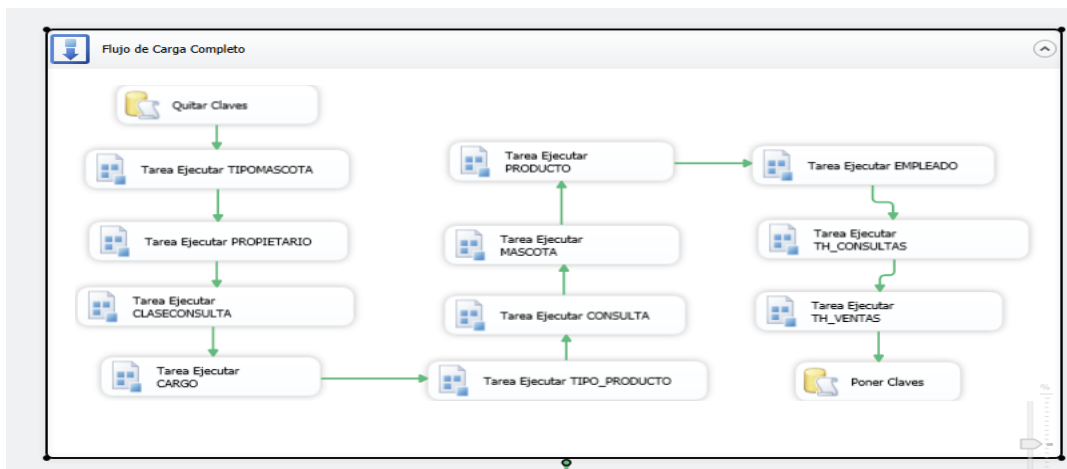 Flujo de Carga Completo
Quitar Claves
Tarea Ejecutar TIPOMASCOTA
Tarea Ejecutar PROPIETARIO
Tarea Ejecutar
CLASECONSULTA
Tarea Ejecutar
CARGO
Tarea Ejecutar TIPO_PRODUCTO
Tarea Ejecutar CONSULTA
Tarea Ejecutar
MASCOTA
Tarea Ejecutar
PRODUCTO
Tarea Ejecutar EMPLEADO
Tarea Ejecutar
TH_CONSULTAS
Tarea Ejecutar
TH_VENTAS
Poner Claves